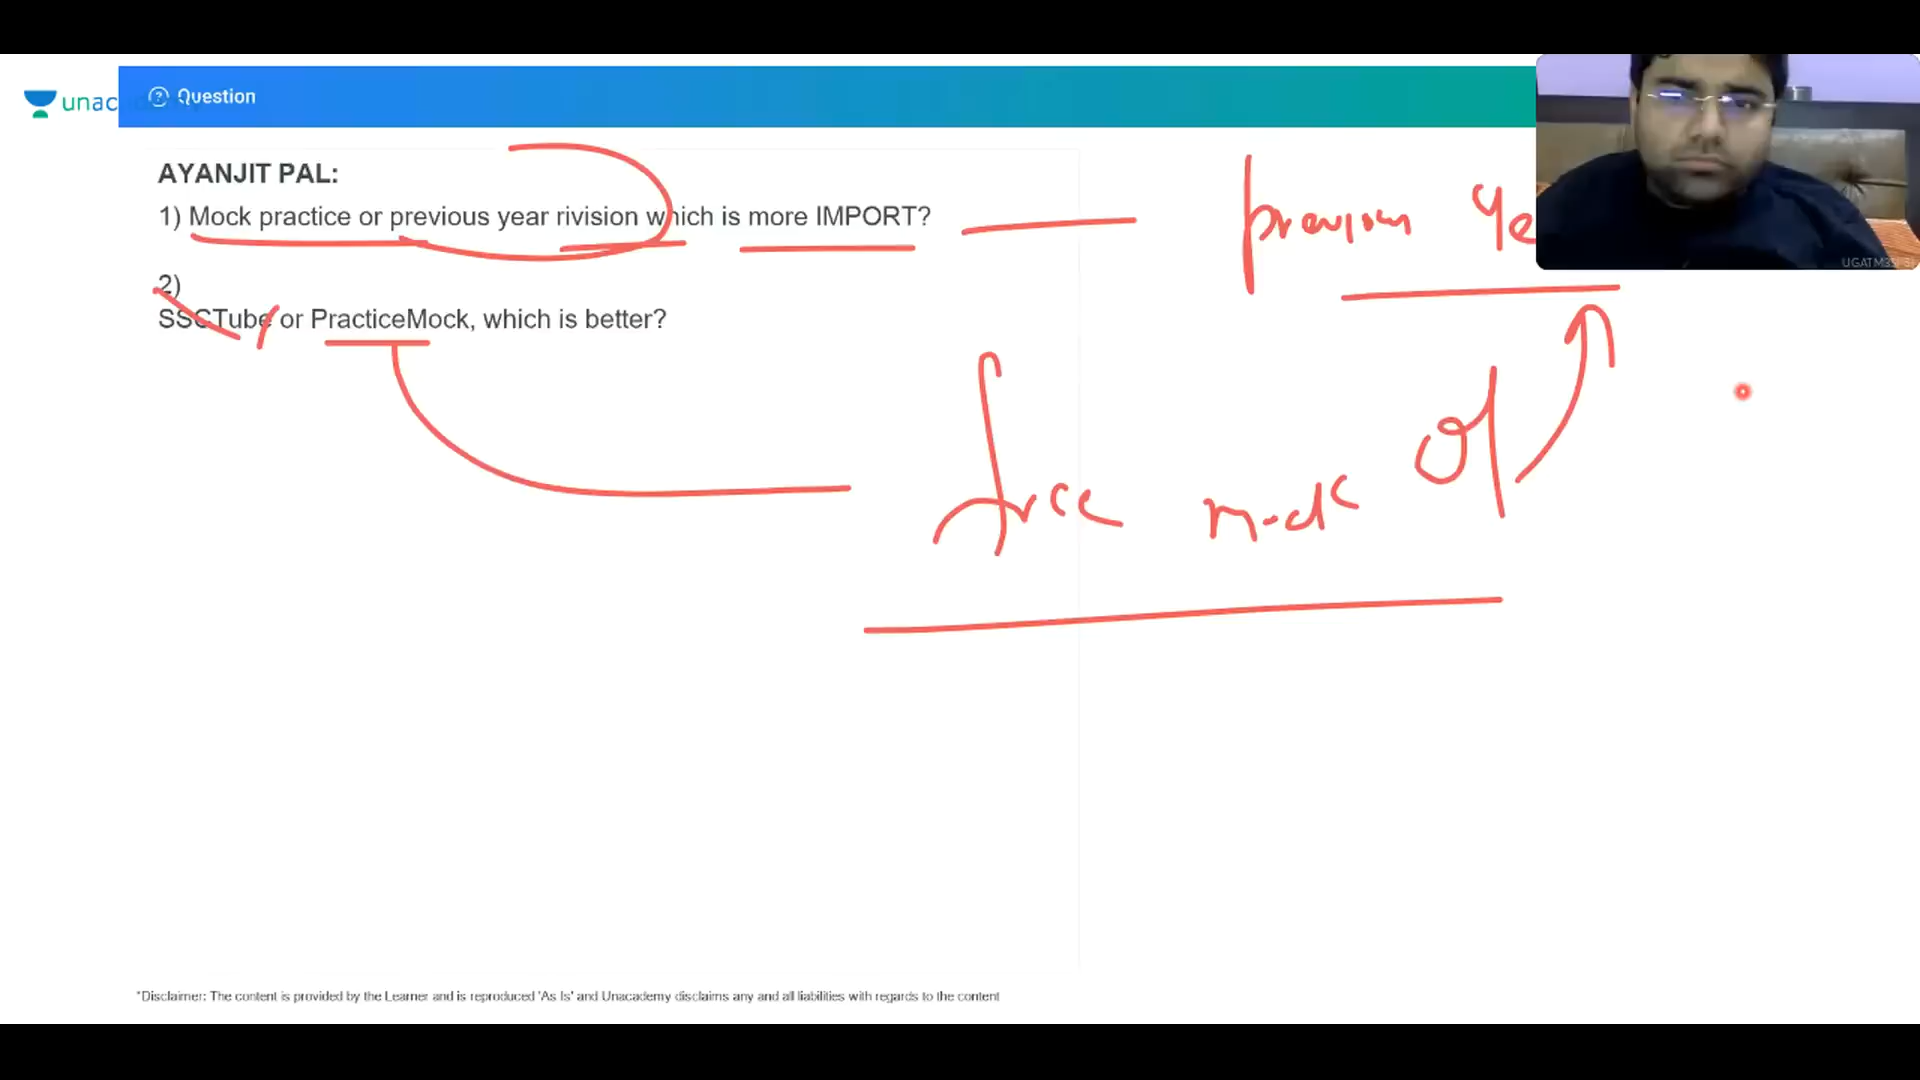 unac
Question
AYANJIT PAL:
1) Mock practice or previous year rivision which is more IMPORT?
previous Ye
2)
SSCTube or PracticeMock, which is better?
free mock of
UGATM3SPSI
*Disclaimer: The content is provided by the Learner and is reproduced 'As Is' and Unacademy disclaims any and all liabilities with regards to the content